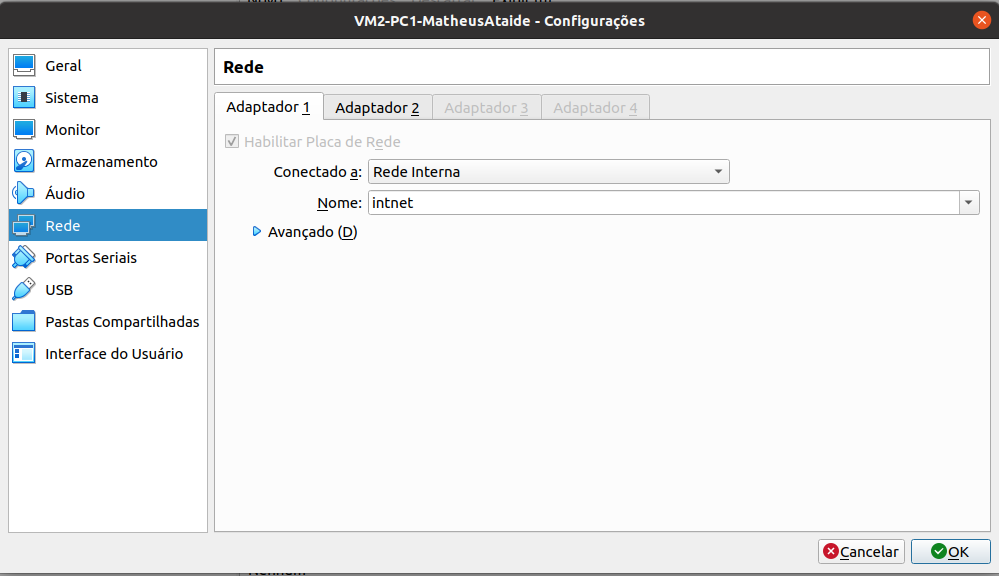 VM2-PC1-MatheusAtaide - Configurações
Geral
Sistema
Monitor
Armazenamento
Áudio
Rede
Portas Seriais
USB
Pastas Compartilhadas
Interface do Usuário
Rede
Adaptador 1 Adaptador 2 Adaptador 3 Adaptador 4
Habilitar Placa de Rede
Conectado a: Rede Interna
Nome: intnet
Avançado (D)
Cancelar OK